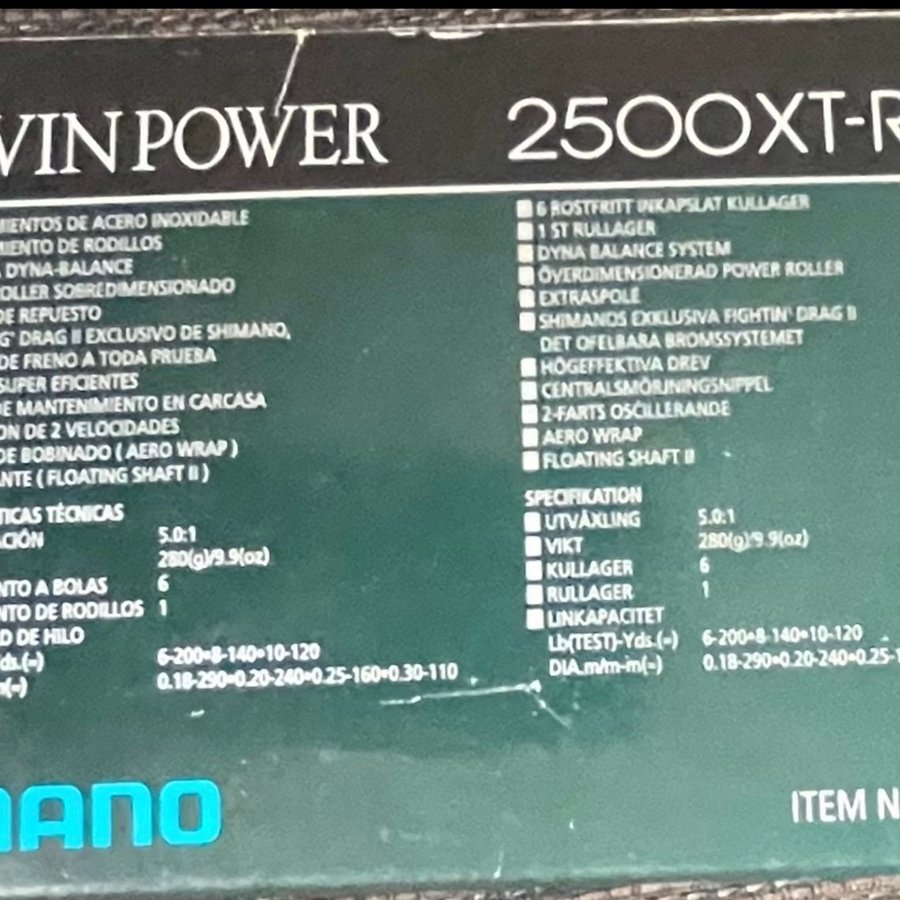 WIN POWER
2500XT-R
MIENTOS DE ACERO INOXIDABLE
MIENTO DE RODILLOS
DYNA-BALANCE
OLLER SOBREDIMENSIONADO
DE REPUESTO
G' DRAG II EXCLUSIVO DE SHIMANO,
DE FRENO A TODA PRUEBA
SUPER EFICIENTES
DE MANTENIMIENTO EN CARCASA
ON DE 2 VELOCIDADES
DE BOBINADO ( AERO WRAP )
NTE ( FLOATING SHAFT II )
TICAS TÉCNICAS
CIÓN 5.0:1
280(g)/9.9(oz)
NTO A BOLAS 6
NTO DE RODILLOS 1
D DE HILO
ds.(-) 6-200•8-140•10-120
(-) 0.18-290•0.20-240•0.25-160•0.30-110
6 ROSTFRITT INKAPSLAT KULLAGER
1 ST RULLAGER
DYNA BALANCE SYSTEM
ÖVERDIMENSIONERAD POWER ROLLER
EXTRASPOLE
SHIMANOS EXKLUSIVA FIGHTIN' DRAG II
DET OFELBARA BROMSSYSTEMET
HÖGEFFEKTIVA DREV
CENTRALSMÖRJNINGSNIPPEL
2-FARTS OSCILLERANDE
AERO WRAP
FLOATING SHAFT II
SPECIFIKATION
UTVÄXLING 5.0:1
VIKT 280(g)/9.9(oz)
KULLAGER 6
RULLAGER 1
LINKAPACITET
Lb(TEST)-Yds.(-) 6-200•8-140•10-120
DIA.m/m-m(-) 0.18-290•0.20-240•0.25-1
MANO
ITEM N